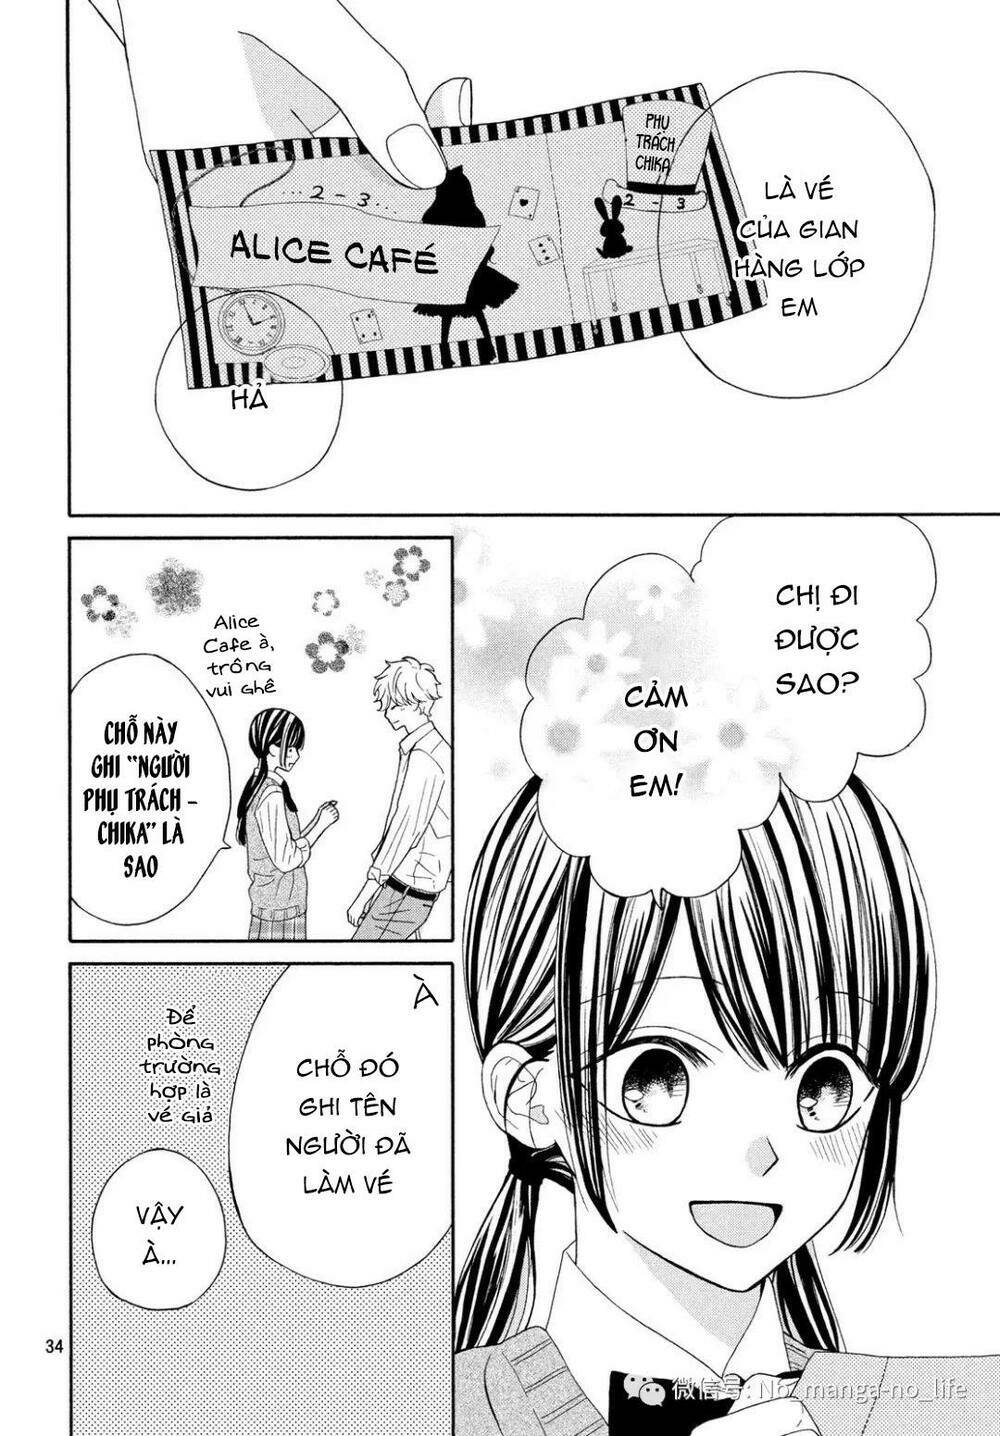 LÀ VÉ
CỦA GIAN
HÀNG LỚP
EM
PHỤ
TRÁCH
CHIKA
2 - 3
...2 - 3...
ALICE CAFÉ
HẢ
CHỊ ĐI
ĐƯỢC
SAO?
CẢM
ƠN
EM!
Alice
Cafe à,
trông
vui ghê
CHỖ NÀY
GHI "NGƯỜI
PHỤ TRÁCH -
CHIKA" LÀ
SAO
À
CHỖ ĐÓ
GHI TÊN
NGƯỜI ĐÃ
LÀM VÉ
Để
phòng
trường
hợp là
vé giả
VẬY
À...
34
微信号: No_manga-no_life